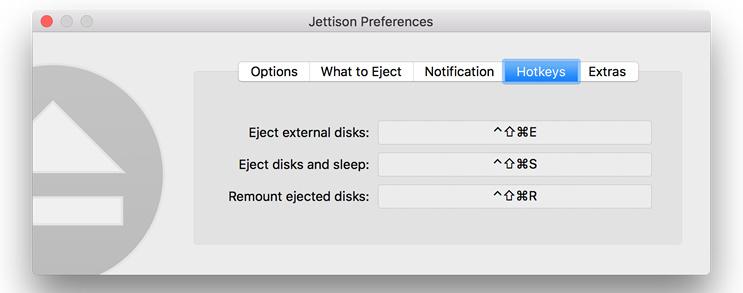 Jettison Preferences
Options What to Eject Notification Hotkeys Extras
Eject external disks: ^⇧⌘E
Eject disks and sleep: ^⇧⌘S
Remount ejected disks: ^⇧⌘R